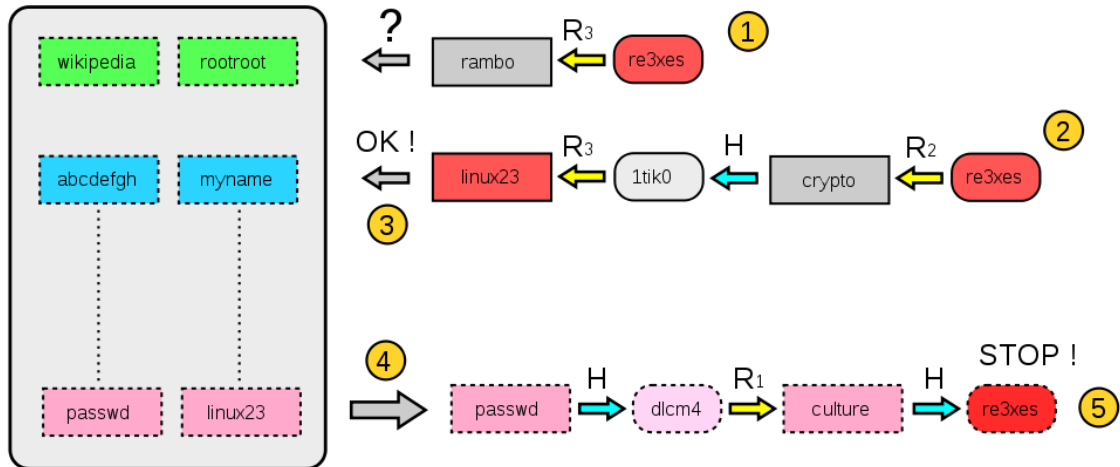 wikipedia rootroot
? rambo R3 re3xes 1
abcdefgh myname
OK ! linux23 R3 1tik0 H crypto R2 re3xes 2
3
passwd linux23
4 passwd H dlcm4 R1 culture H re3xes 5
STOP !